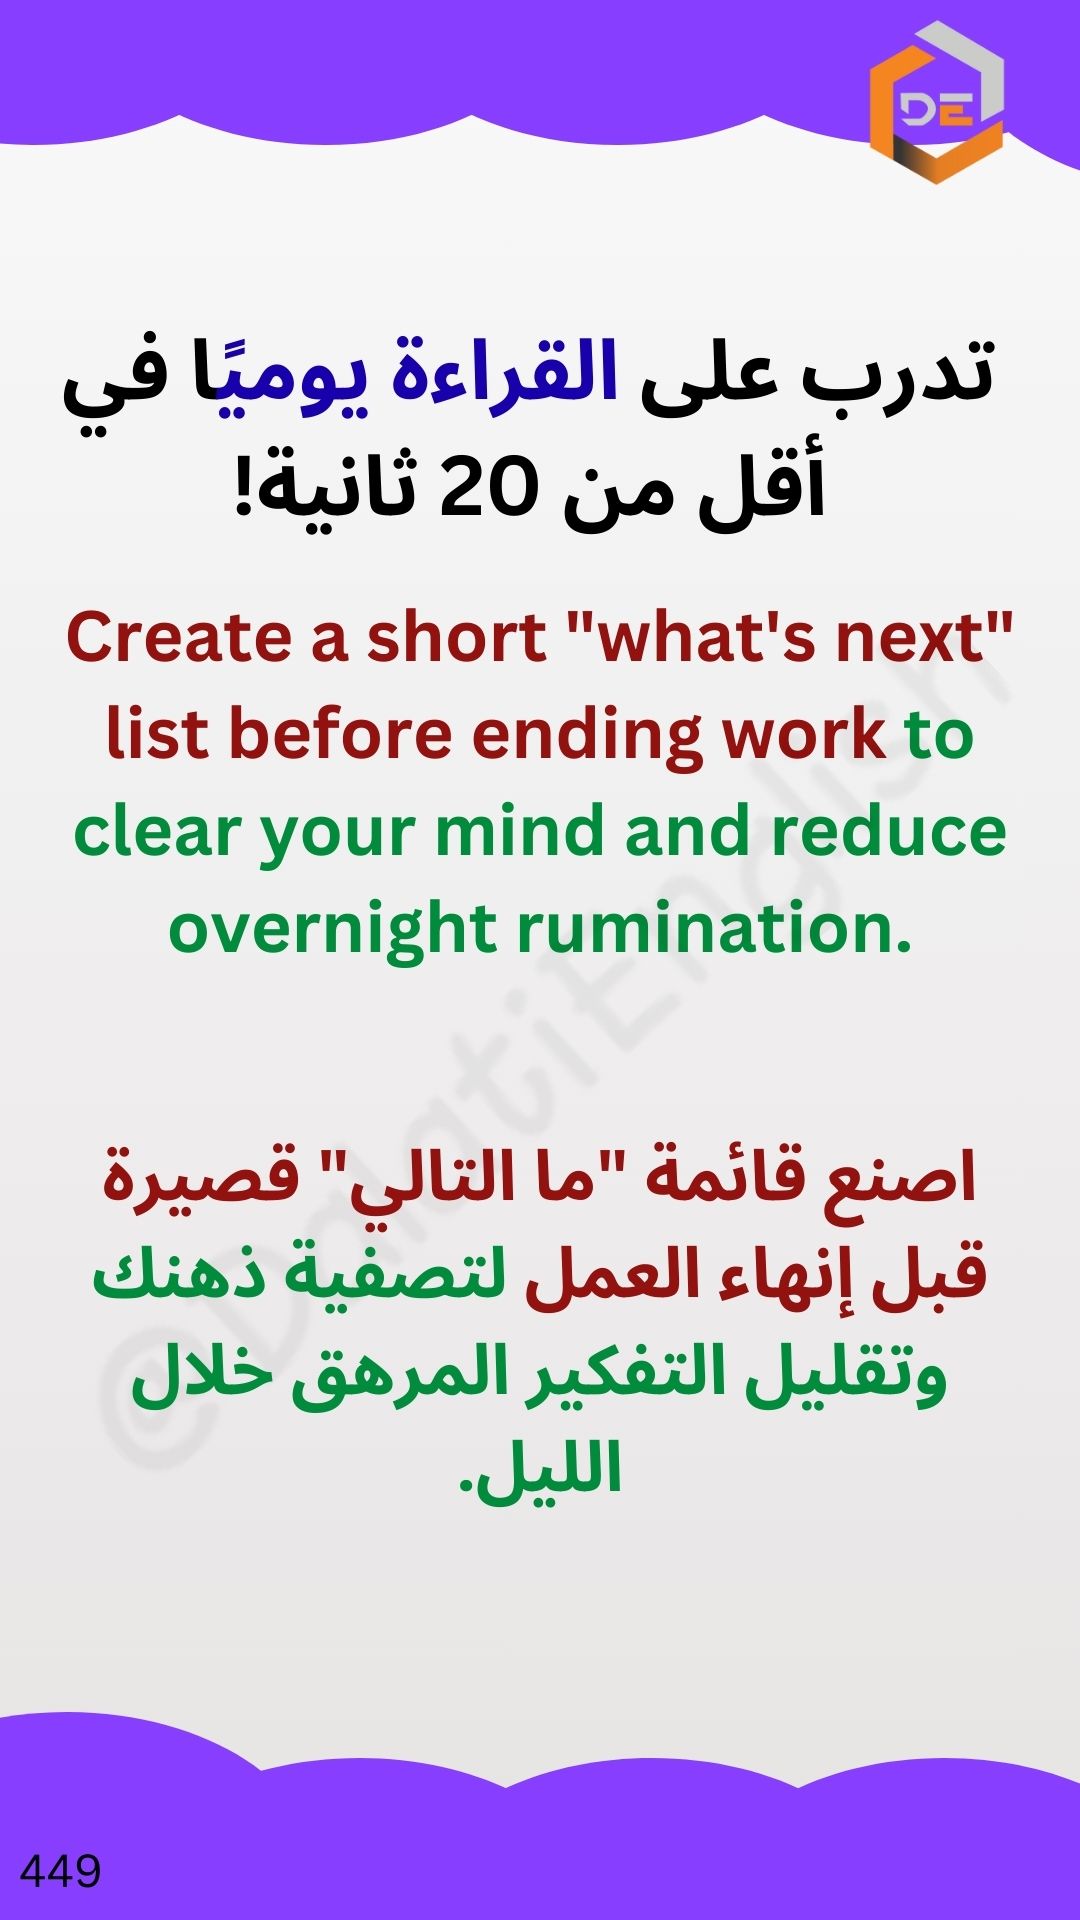 DE
تدرب على القراءة يوميًا في
أقل من 20 ثانية!
Create a short "what's next"
list before ending work to
clear your mind and reduce
overnight rumination.
@DalatiEnglish
اصنع قائمة "ما التالي" قصيرة
قبل إنهاء العمل لتصفية ذهنك
وتقليل التفكير المرهق خلال
الليل.
449